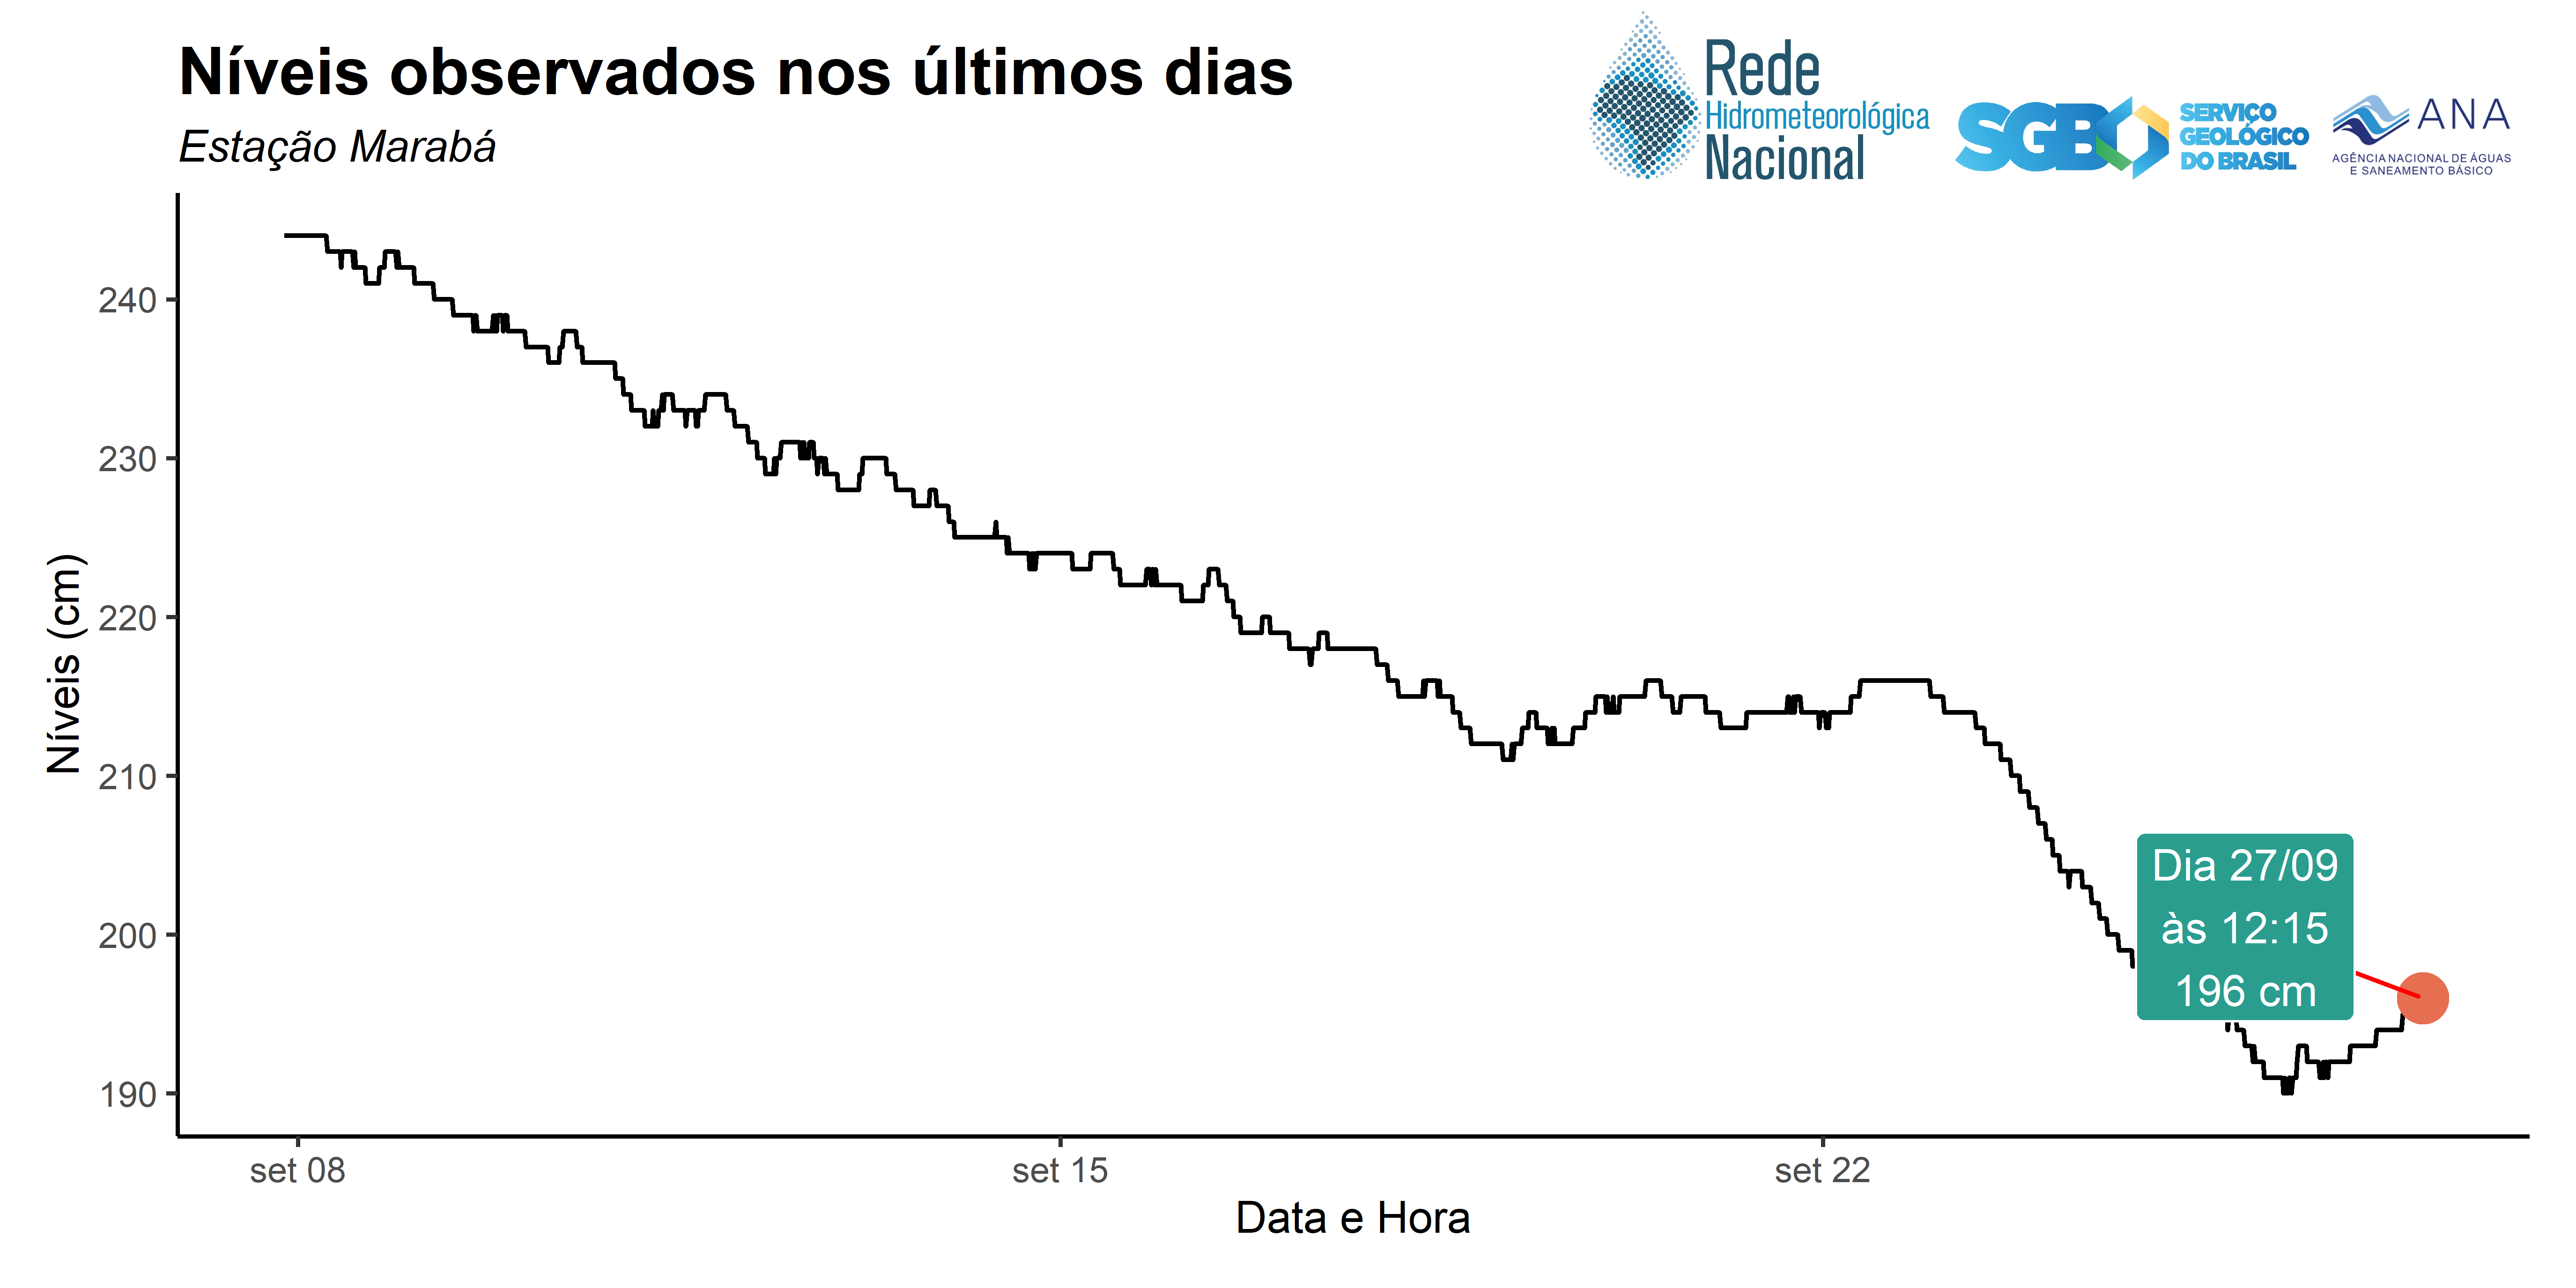 Níveis observados nos últimos dias
Estação Marabá
Rede
Hidrometeorológica
Nacional
SGB
SERVIÇO
GEOLÓGICO
DO BRASIL
ANA
AGÊNCIA NACIONAL DE ÁGUAS
E SANEAMENTO BÁSICO
Níveis (cm)
240
230
220
210
200
190
Dia 27/09
às 12:15
196 cm
set 08
set 15
set 22
Data e Hora